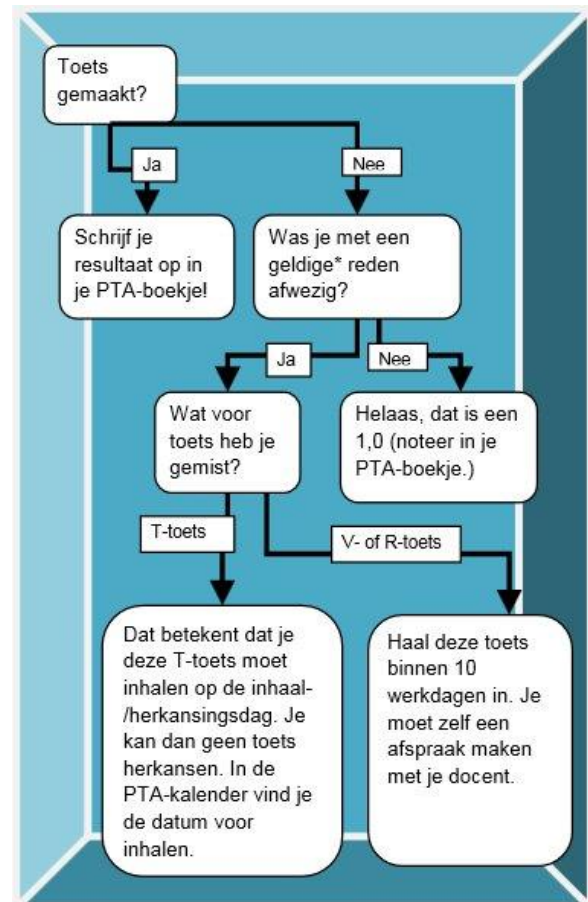 Toets
gemaakt?
Ja
Nee
Schrijf je
resultaat op in
je PTA-boekje!
Was je met een
geldige* reden
afwezig?
Ja
Nee
Wat voor
toets heb je
gemist?
Helaas, dat is een
1,0 (noteer in je
PTA-boekje.)
T-toets
V- of R-toets
Dat betekent dat je
deze T-toets moet
inhalen op de inhaal-
/herkansingsdag. Je
kan dan geen toets
herkansen. In de
PTA-kalender vind je
de datum voor
inhalen.
Haal deze toets
binnen 10
werkdagen in. Je
moet zelf een
afspraak maken
met je docent.